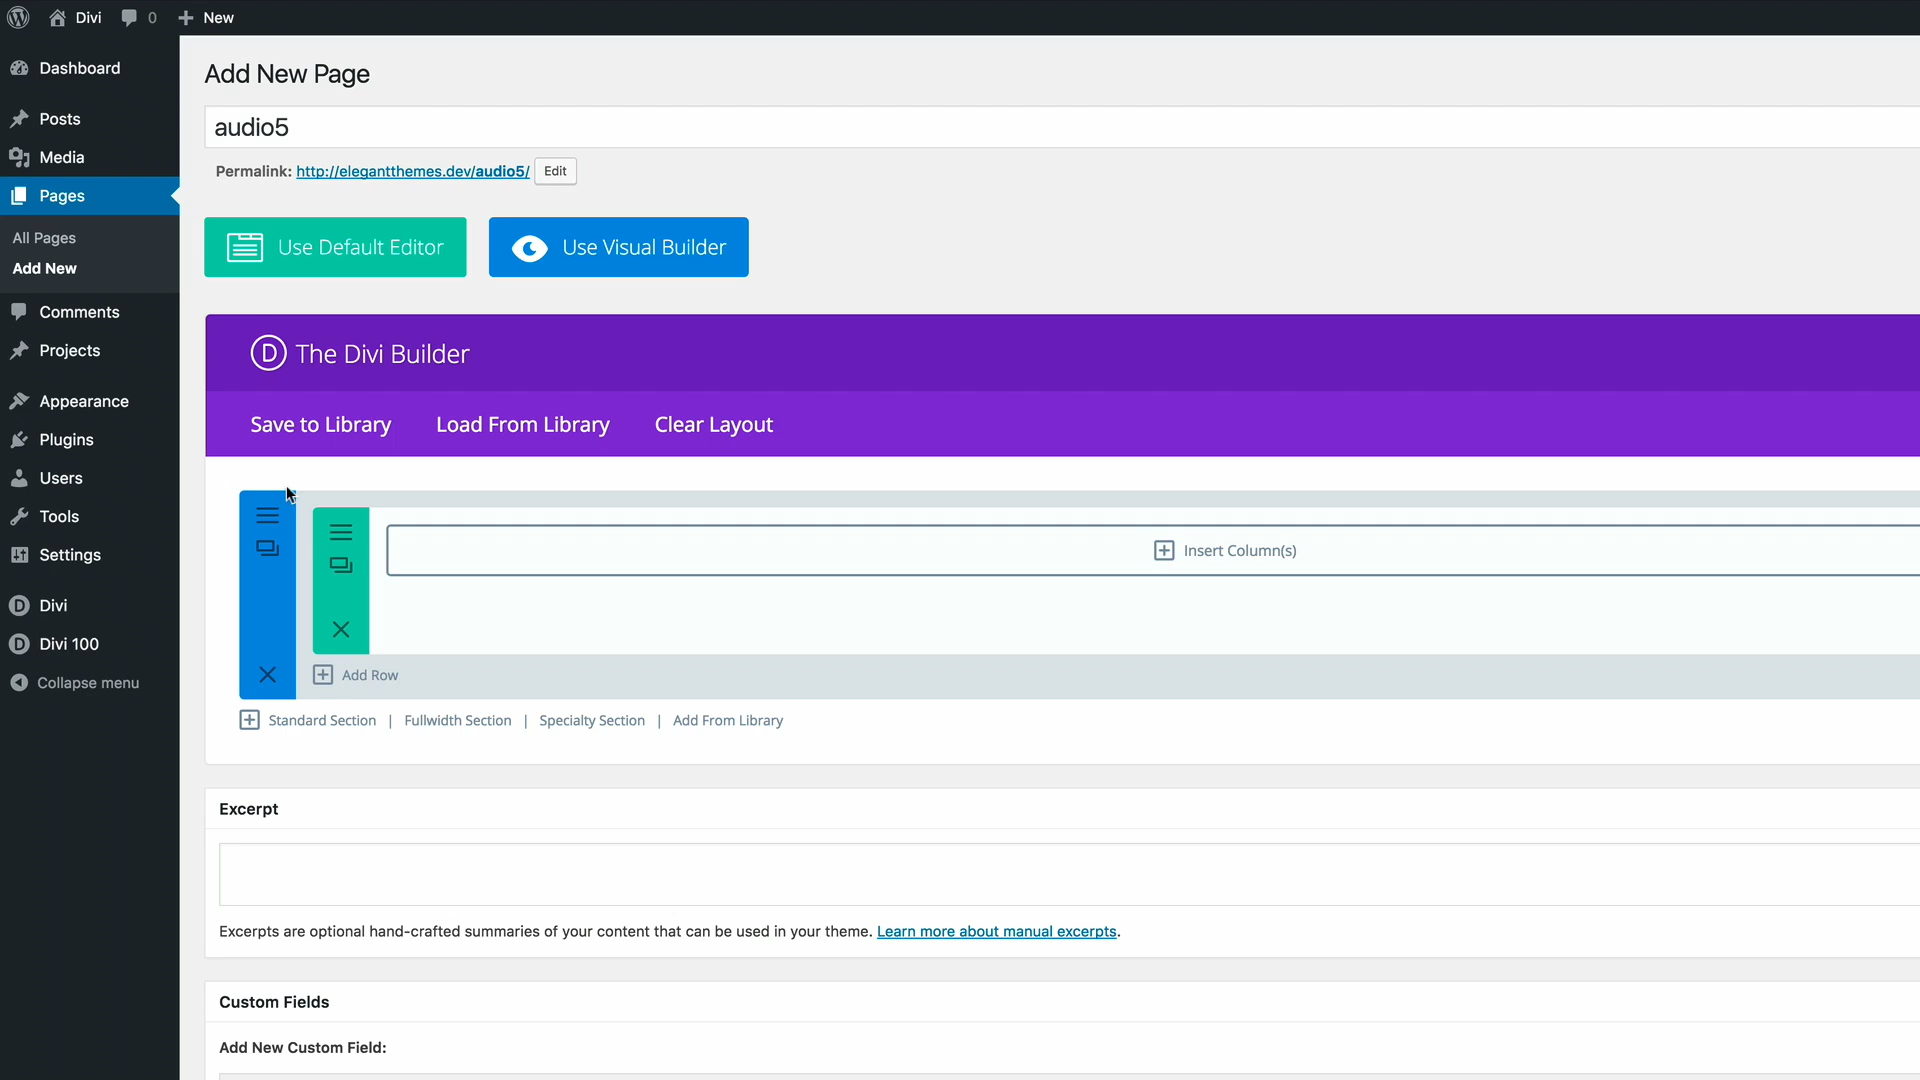 Divi 0 New
Dashboard
Posts
Media
Pages
All Pages
Add New
Comments
Projects
Appearance
Plugins
Users
Tools
Settings
Divi
Divi 100
Collapse menu
Add New Page
audio5
Permalink: http://elegantthemes.dev/audio5/ Edit
Use Default Editor Use Visual Builder
D The Divi Builder
Save to Library Load From Library Clear Layout
Insert Column(s)
Add Row
Standard Section | Fullwidth Section | Specialty Section | Add From Library
Excerpt
Excerpts are optional hand-crafted summaries of your content that can be used in your theme. Learn more about manual excerpts.
Custom Fields
Add New Custom Field: